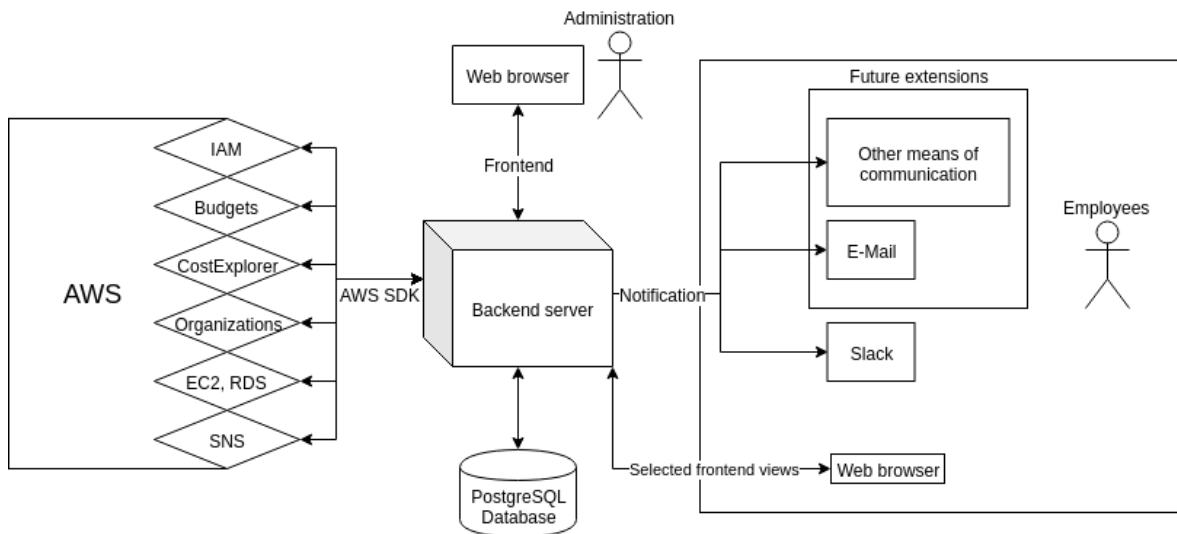 Administration
Web browser
Future extensions
IAM
Frontend
Other means of
communication
Budgets
Employees
E-Mail
CostExplorer
AWS
AWS SDK
Notification
Backend server
Organizations
Slack
EC2, RDS
SNS
Selected frontend views
Web browser
PostgreSQL
Database